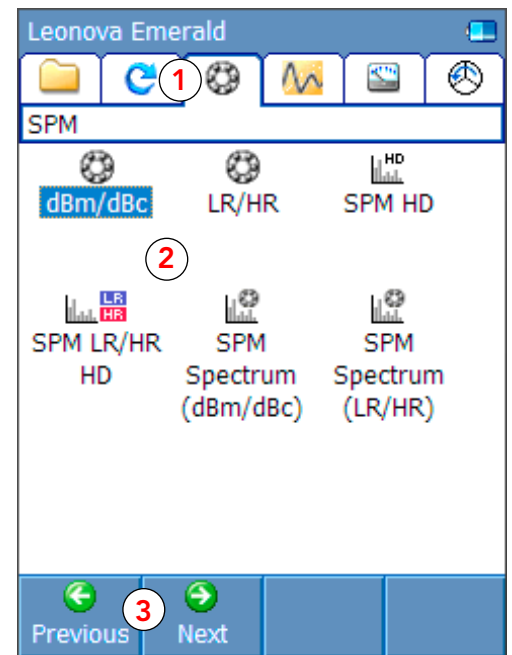 Leonova Emerald
1
SPM
dBm/dBc LR/HR SPM HD
HD
2
LR
HR
SPM LR/HR SPM SPM
HD Spectrum Spectrum
(dBm/dBc) (LR/HR)
3
Previous Next